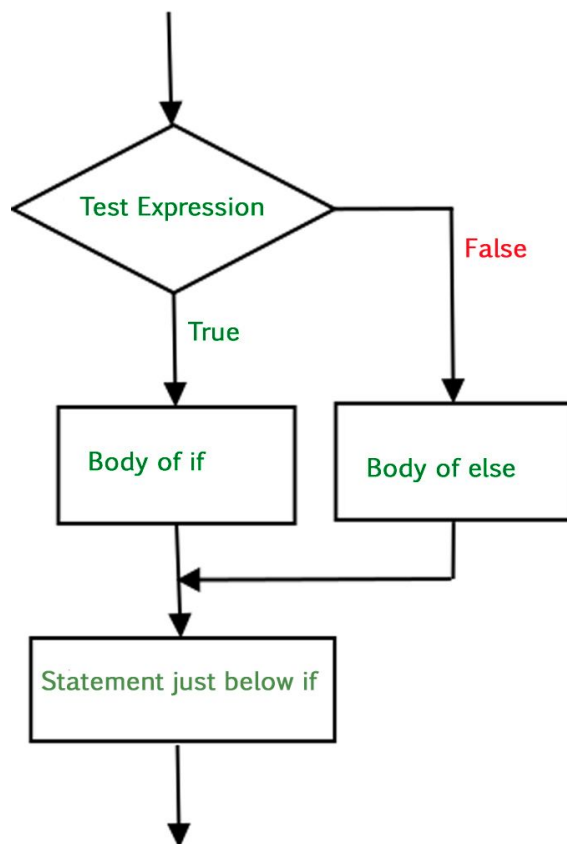 Test Expression
False
True
Body of if
Body of else
Statement just below if